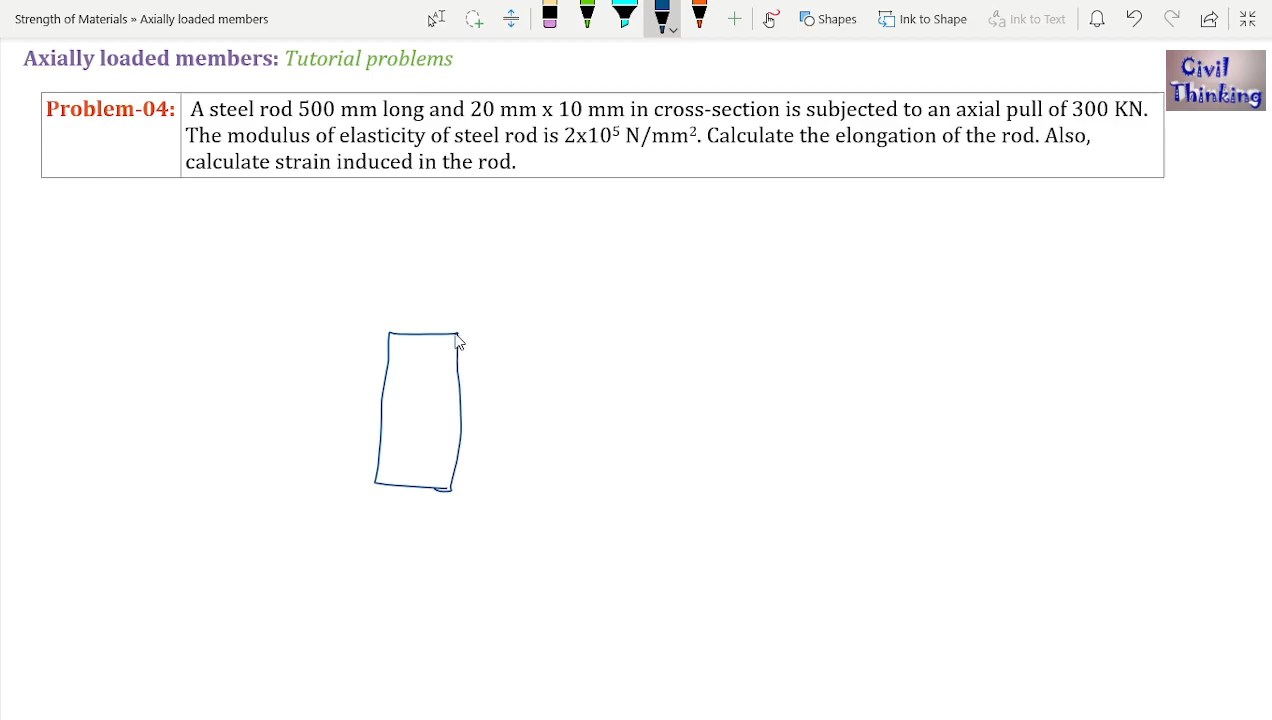 Strength of Materials » Axially loaded members
Shapes
Ink to Shape
a
Ink to Text
Axially loaded members: Tutorial problems
Civil
Thinking
Problem-04: A steel rod 500 mm long and 20 mm x 10 mm in cross-section is subjected to an axial pull of 300 KN.
The modulus of elasticity of steel rod is 2x10⁵ N/mm². Calculate the elongation of the rod. Also,
calculate strain induced in the rod.